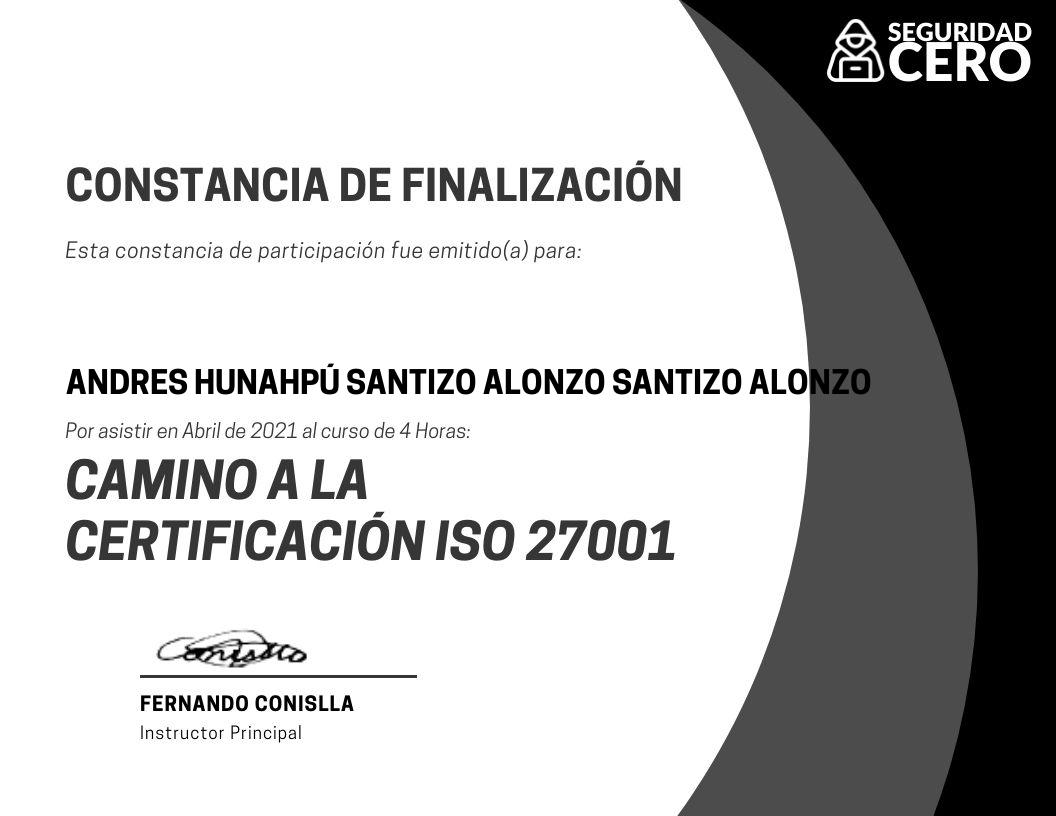 SEGURIDAD
CERO
CONSTANCIA DE FINALIZACIÓN
Esta constancia de participación fue emitido(a) para:
ANDRES HUNAHPÚ SANTIZO ALONZO SANTIZO ALONZO
Por asistir en Abril de 2021 al curso de 4 Horas:
CAMINO A LA
CERTIFICACIÓN ISO 27001
Conislla
FERNANDO CONISLLA
Instructor Principal